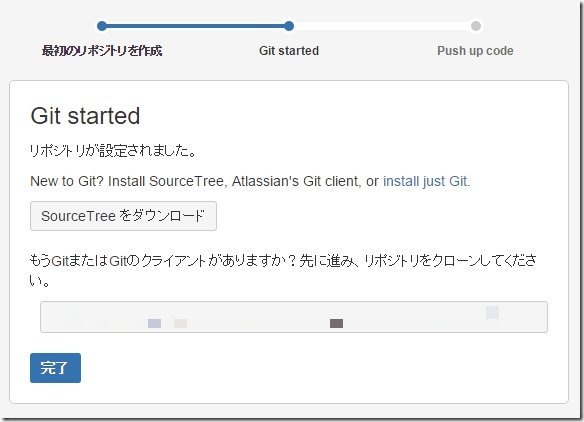 最初のリポジトリを作成 Git started Push up code
Git started
リポジトリが設定されました。
New to Git? Install SourceTree, Atlassian's Git client, or install just Git.
SourceTree をダウンロード
もうGitまたはGitのクライアントがありますか？先に進み、リポジトリをクローンしてくださ
い。
完了